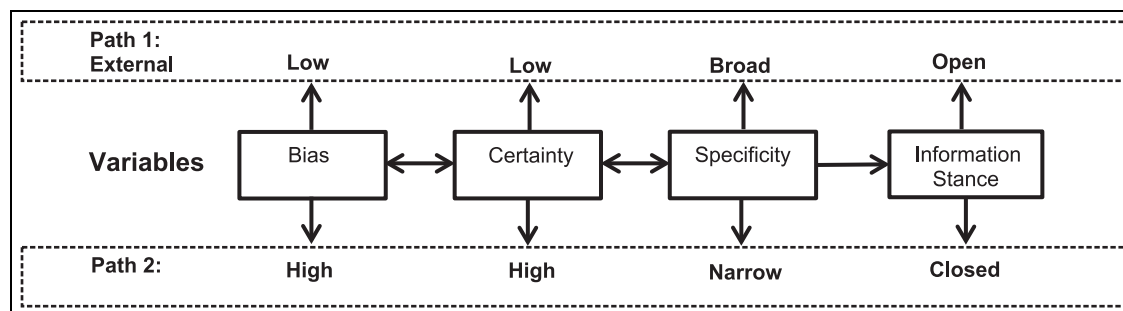 Path 1:
External
Low Low Broad Open
Variables
Bias Certainty Specificity Information
Stance
Path 2:
High High Narrow Closed